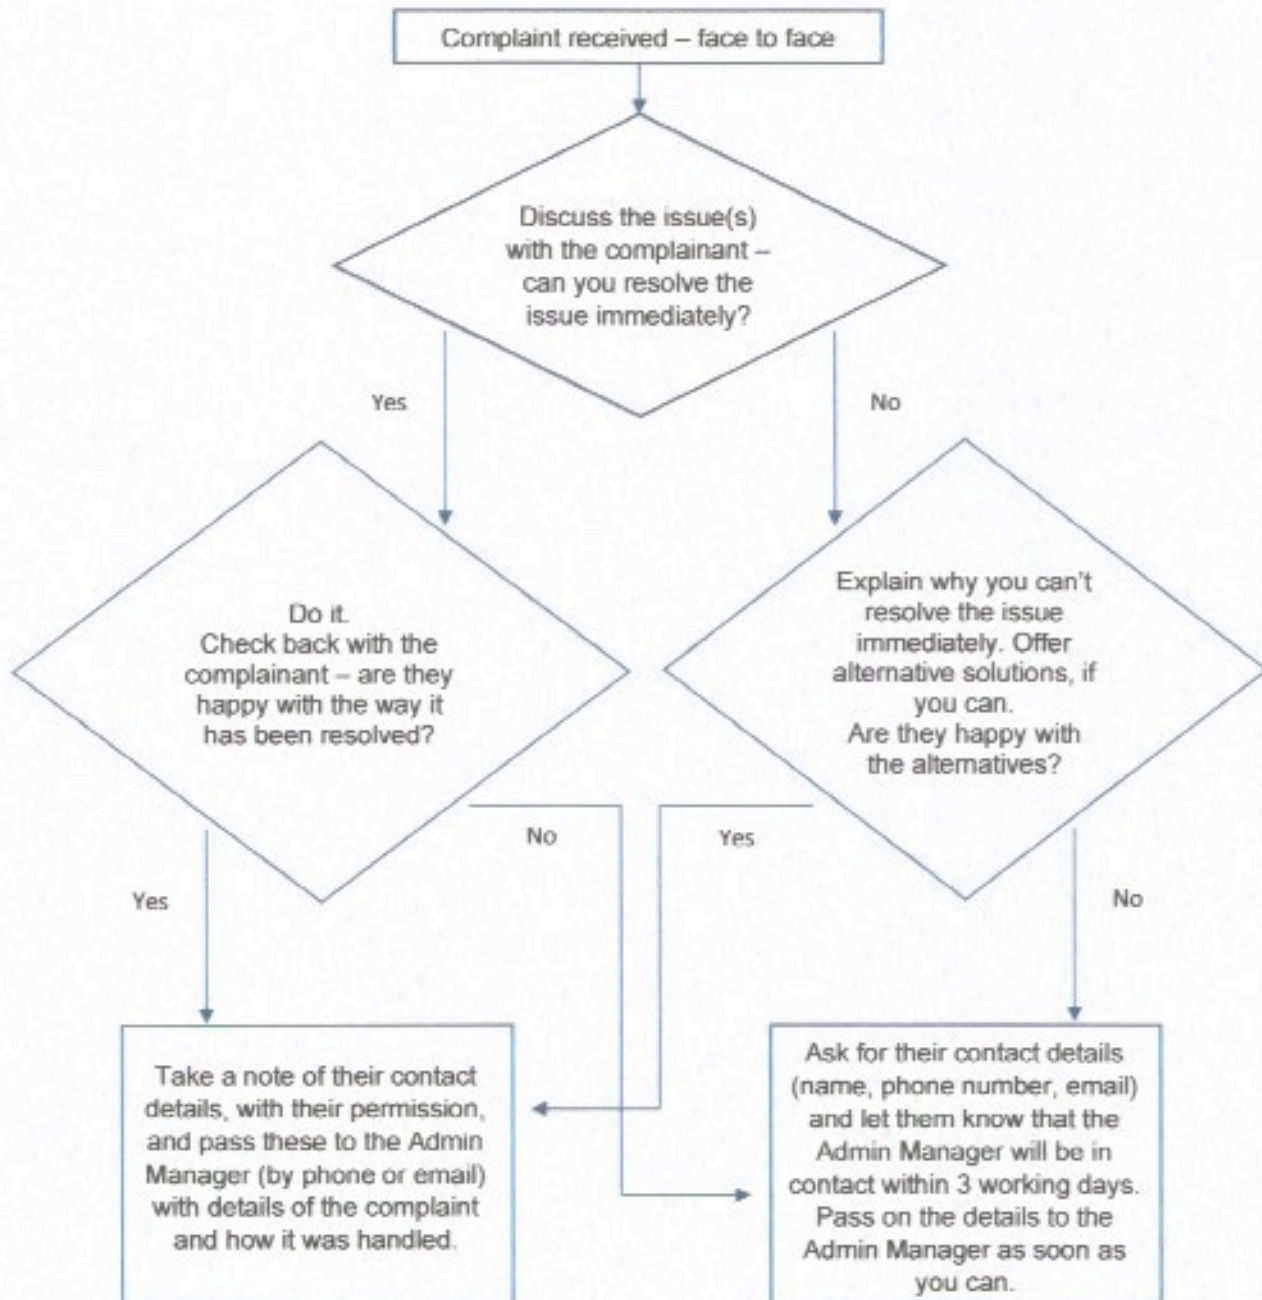 Complaint received – face to face
Discuss the issue(s)
with the complainant –
can you resolve the
issue immediately?
Yes
No
Do it.
Check back with the
complainant – are they
happy with the way it
has been resolved?
Explain why you can't
resolve the issue
immediately. Offer
alternative solutions, if
you can.
Are they happy with
the alternatives?
No
Yes
Yes
No
Take a note of their contact
details, with their permission,
and pass these to the Admin
Manager (by phone or email)
with details of the complaint
and how it was handled.
Ask for their contact details
(name, phone number, email)
and let them know that the
Admin Manager will be in
contact within 3 working days.
Pass on the details to the
Admin Manager as soon as
you can.